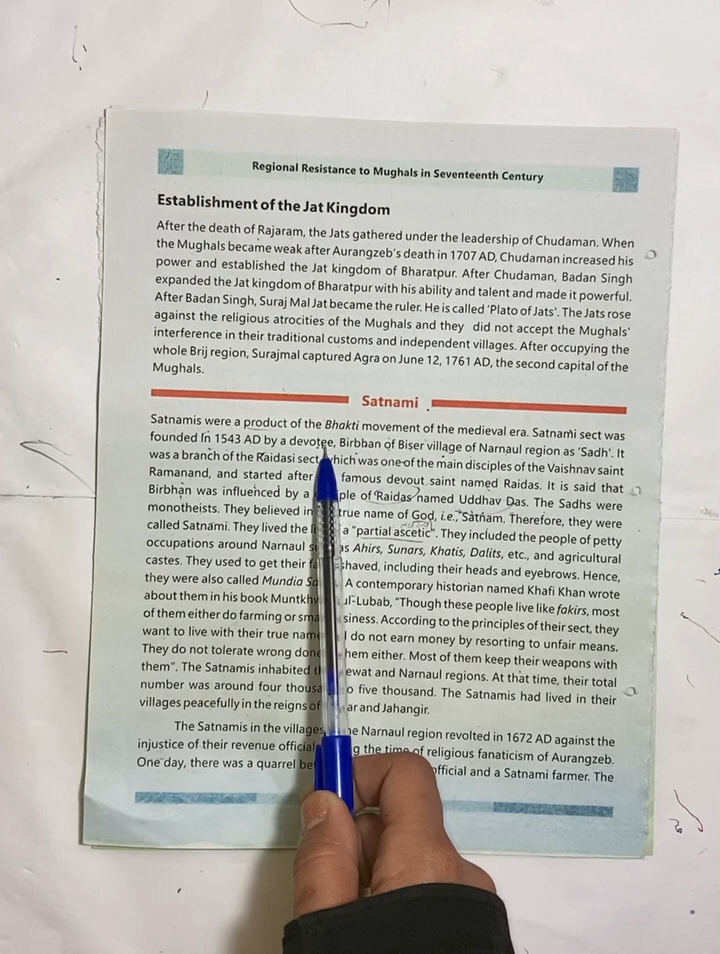 Regional Resistance to Mughals in Seventeenth Century
Establishment of the Jat Kingdom
After the death of Rajaram, the Jats gathered under the leadership of Chudaman. When
the Mughals became weak after Aurangzeb's death in 1707 AD, Chudaman increased his
power and established the Jat kingdom of Bharatpur. After Chudaman, Badan Singh
expanded the Jat kingdom of Bharatpur with his ability and talent and made it powerful.
After Badan Singh, Suraj Mal Jat became the ruler. He is called 'Plato of Jats'. The Jats rose
against the religious atrocities of the Mughals and they did not accept the Mughals'
interference in their traditional customs and independent villages. After occupying the
whole Brij region, Surajmal captured Agra on June 12, 1761 AD, the second capital of the
Mughals.
Satnami
Satnamis were a product of the Bhakti movement of the medieval era. Satnami sect was
founded in 1543 AD by a devotee, Birbhan of Biser village of Narnaul region as 'Sadh'. It
was a branch of the Raidasi sect which was one of the main disciples of the Vaishnav saint
Ramanand, and started after famous devout saint named Raidas. It is said that
Birbhan was influenced by a ple of Raidas named Uddhav Das. The Sadhs were
monotheists. They believed in true name of God, i.e., Satnam. Therefore, they were
called Satnami. They lived the a "partial ascetic". They included the people of petty
occupations around Narnaul as Ahirs, Sunars, Khatis, Dalits, etc., and agricultural
castes. They used to get their shaved, including their heads and eyebrows. Hence,
they were also called Mundia A contemporary historian named Khafi Khan wrote
about them in his book Muntkh ul-Lubab, "Though these people live like fakirs, most
of them either do farming or sma siness. According to the principles of their sect, they
want to live with their true name do not earn money by resorting to unfair means.
They do not tolerate wrong done hem either. Most of them keep their weapons with
them". The Satnamis inhabited ewat and Narnaul regions. At that time, their total
number was around four thousa o five thousand. The Satnamis had lived in their
villages peacefully in the reigns of ar and Jahangir.
The Satnamis in the villages he Narnaul region revolted in 1672 AD against the
injustice of their revenue official g the time of religious fanaticism of Aurangzeb.
One day, there was a quarrel be official and a Satnami farmer. The